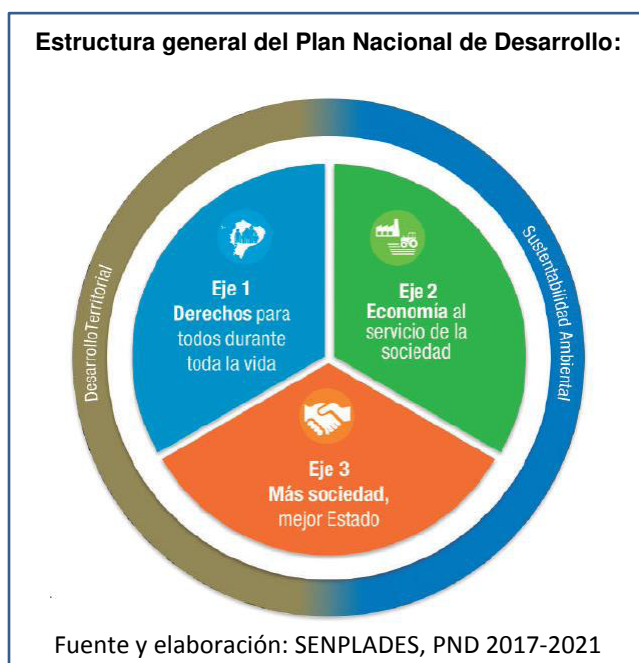 Estructura general del Plan Nacional de Desarrollo:
Eje 1
Derechos para
todos durante
toda la vida
Eje 2
Economía al
servicio de la
sociedad
Eje 3
Más sociedad,
mejor Estado
DesarrolloTerritorial
Sustentabilidad Ambiental
Fuente y elaboración: SENPLADES, PND 2017-2021